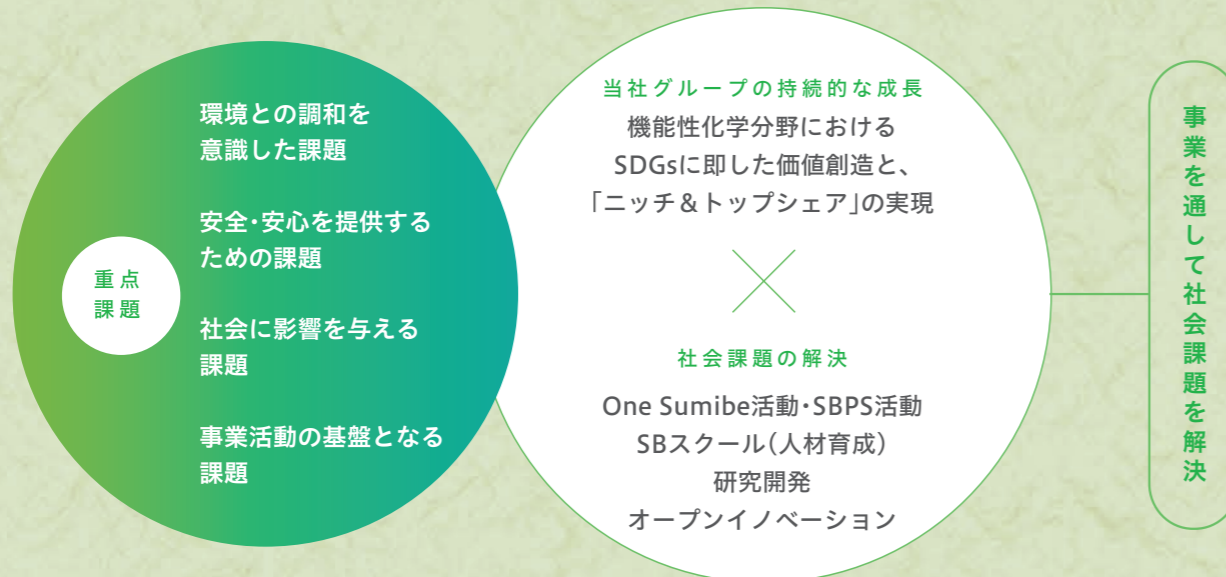 重点
課題
環境との調和を
意識した課題
安全・安心を提供する
ための課題
社会に影響を与える
課題
事業活動の基盤となる
課題
当社グループの持続的な成長
機能性化学分野における
SDGsに即した価値創造と、
「ニッチ＆トップシェア」の実現
社会課題の解決
One Sumibe活動・SBPS活動
SBスクール（人材育成）
研究開発
オープンイノベーション
事業を通して社会課題を解決